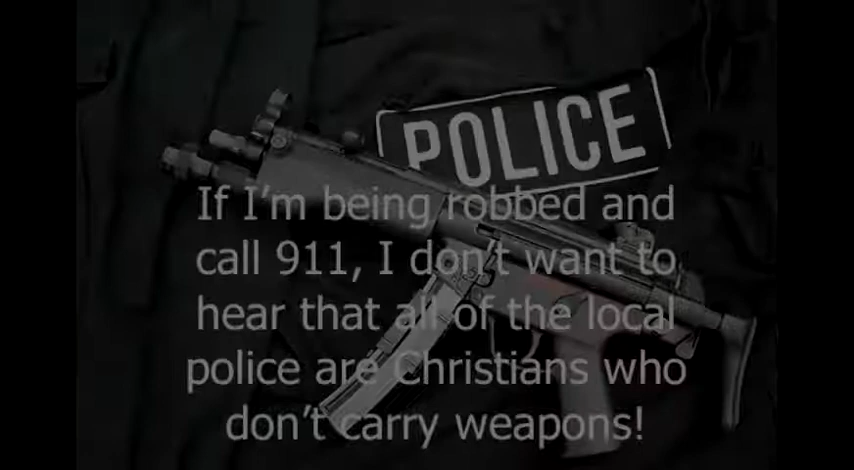 POLICE
If I’m being robbed and
call 911, I don’t want to
hear that all of the local
police are Christians who
don’t carry weapons!